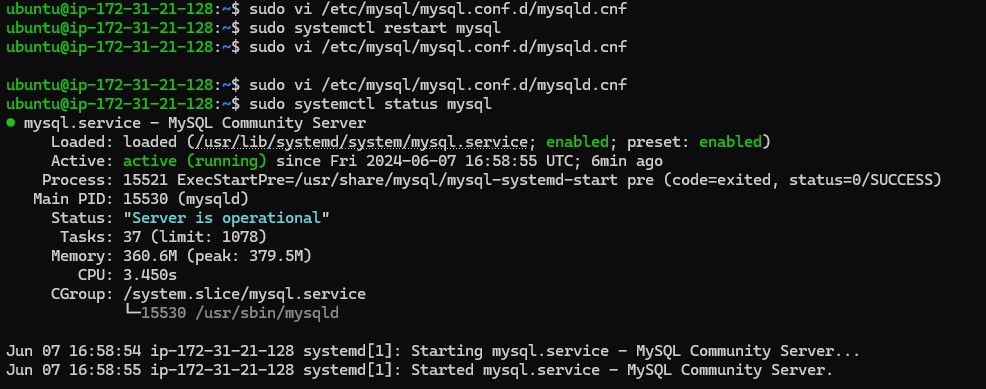 ubuntu@ip-172-31-21-128:~$ sudo vi /etc/mysql/mysql.conf.d/mysqld.cnf
ubuntu@ip-172-31-21-128:~$ sudo systemctl restart mysql
ubuntu@ip-172-31-21-128:~$ sudo vi /etc/mysql/mysql.conf.d/mysqld.cnf
ubuntu@ip-172-31-21-128:~$ sudo vi /etc/mysql/mysql.conf.d/mysqld.cnf
ubuntu@ip-172-31-21-128:~$ sudo systemctl status mysql
● mysql.service - MySQL Community Server
Loaded: loaded (/usr/lib/systemd/system/mysql.service; enabled; preset: enabled)
Active: active (running) since Fri 2024-06-07 16:58:55 UTC; 6min ago
Process: 15521 ExecStartPre=/usr/share/mysql/mysql-systemd-start pre (code=exited, status=0/SUCCESS)
Main PID: 15530 (mysqld)
Status: "Server is operational"
Tasks: 37 (limit: 1078)
Memory: 360.6M (peak: 379.5M)
CPU: 3.450s
CGroup: /system.slice/mysql.service
└─15530 /usr/sbin/mysqld
Jun 07 16:58:54 ip-172-31-21-128 systemd[1]: Starting mysql.service - MySQL Community Server...
Jun 07 16:58:55 ip-172-31-21-128 systemd[1]: Started mysql.service - MySQL Community Server.